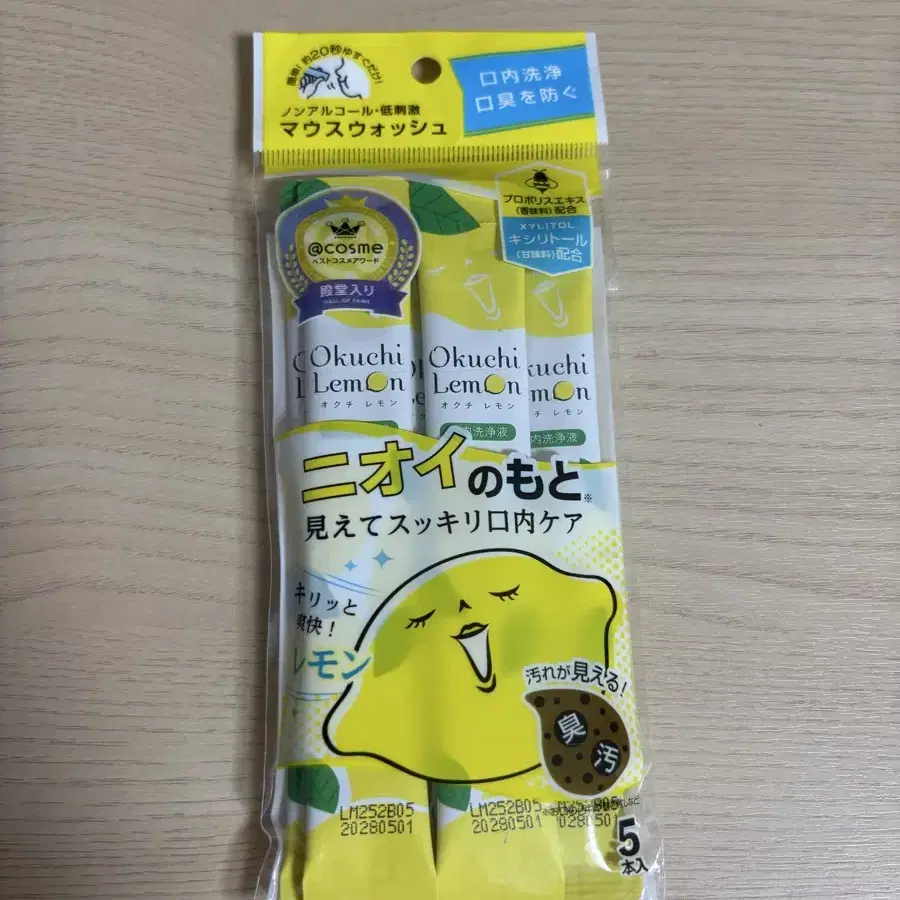 簡単!約20秒ゆすぐだけ!
ノンアルコール・低刺激
マウスウォッシュ
口内洗浄
口臭を防ぐ
プロポリスエキス
(香味料)配合
XYLITOL
キシリトール
(甘味料)配合
@cosme
ベストコスメアワード
殿堂入り
HALL OF FAME
Okuchi
Lemon
オクチ レモン
Okuchi
Lemon
オクチ レモン
口内洗浄液
kuchi
emon
チ レモン
内洗浄液
ニオイのもと※
見えてスッキリ口内ケア
キリッと
爽快!
レモン
汚れが見える!
臭
汚
LM252B05
20280501
LM252B05
20280501
20280501
5
本入